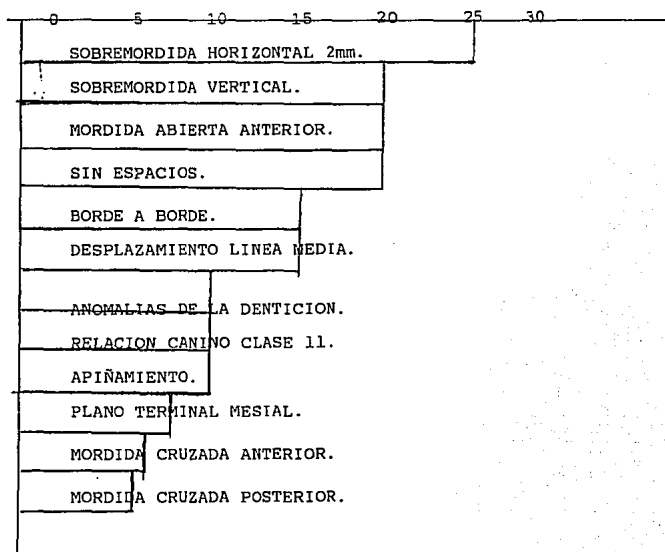 0 5 10 15 20 25 30
SOBREMORDIDA HORIZONTAL 2mm.
SOBREMORDIDA VERTICAL.
MORDIDA ABIERTA ANTERIOR.
SIN ESPACIOS.
BORDE A BORDE.
DESPLAZAMIENTO LINEA MEDIA.
ANOMALIAS DE LA DENTICION.
RELACION CANINO CLASE 11.
APIÑAMIENTO.
PLANO TERMINAL MESIAL.
MORDIDA CRUZADA ANTERIOR.
MORDIDA CRUZADA POSTERIOR.